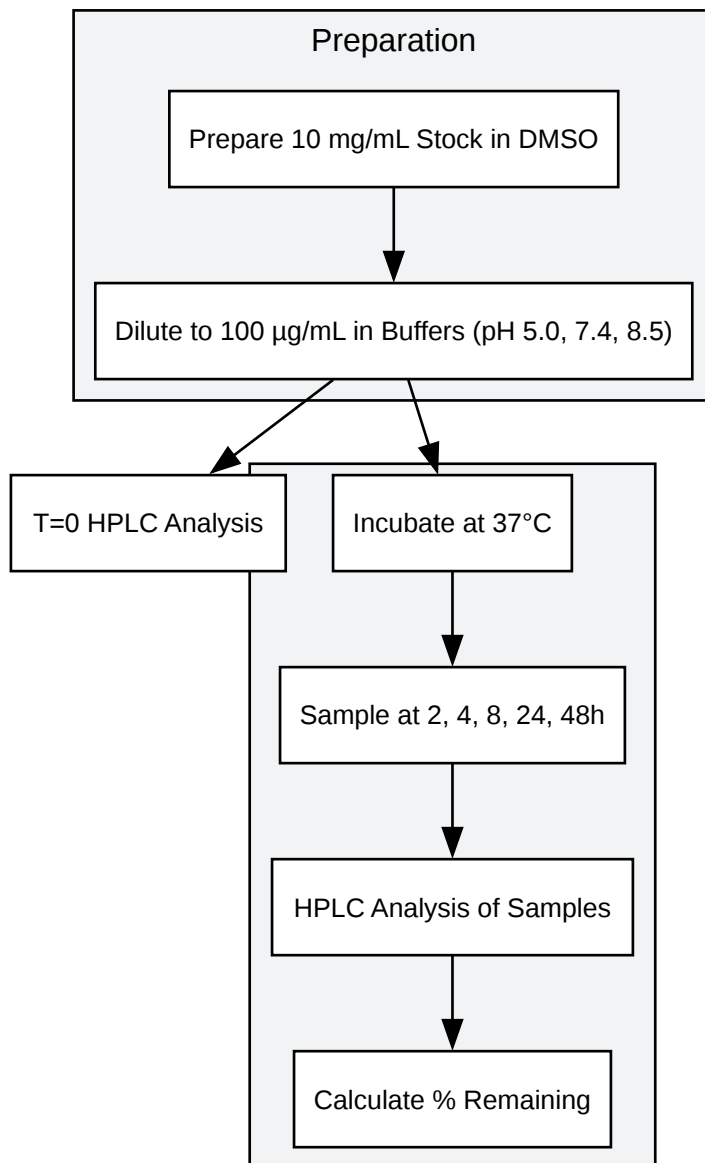 Preparation
Prepare 10 mg/mL Stock in DMSO
Dilute to 100 µg/mL in Buffers (pH 5.0, 7.4, 8.5)
T=0 HPLC Analysis
Incubate at 37°C
Sample at 2, 4, 8, 24, 48h
HPLC Analysis of Samples
Calculate % Remaining